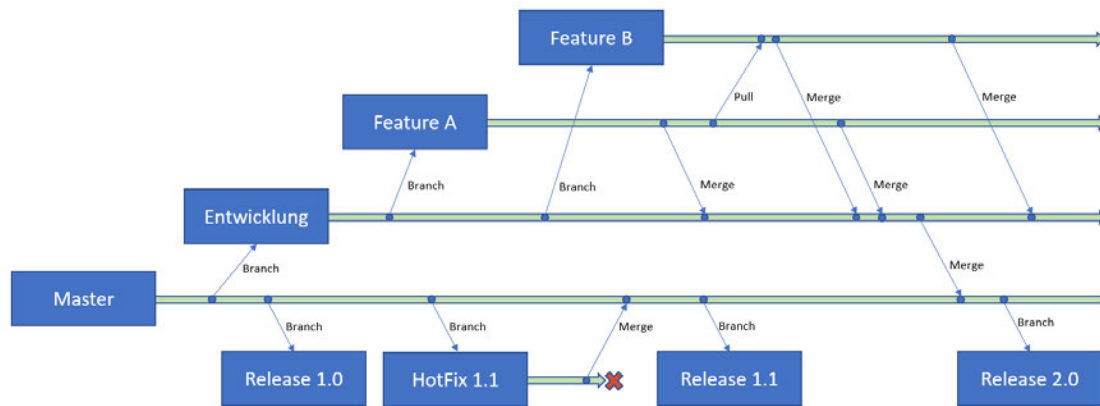 Feature B
Pull
Merge
Merge
Feature A
Branch
Branch
Merge
Merge
Entwicklung
Branch
Merge
Master
Branch
Branch
Merge
Branch
Branch
Release 1.0
HotFix 1.1
Release 1.1
Release 2.0